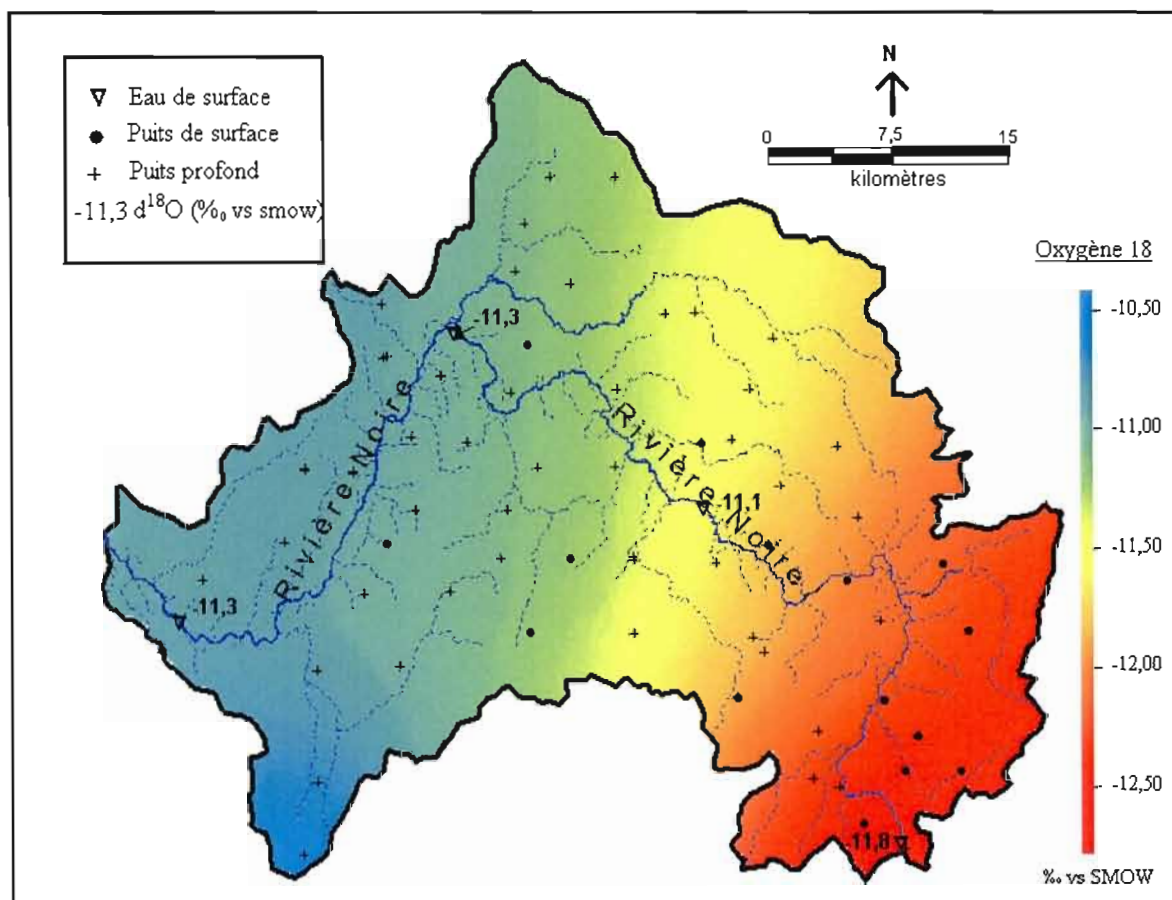 Eau de surface
Puits de surface
Puits profond
-11,3 d¹⁸O (‰ vs smow)
N
0 7,5 15
kilomètres
Oxygène 18
-10,50
-11,00
-11,50
-12,00
-12,50
‰ vs SMOW
-11,3
Rivière Noire
Rivière Noire
-11,1
-11,3
-11,8